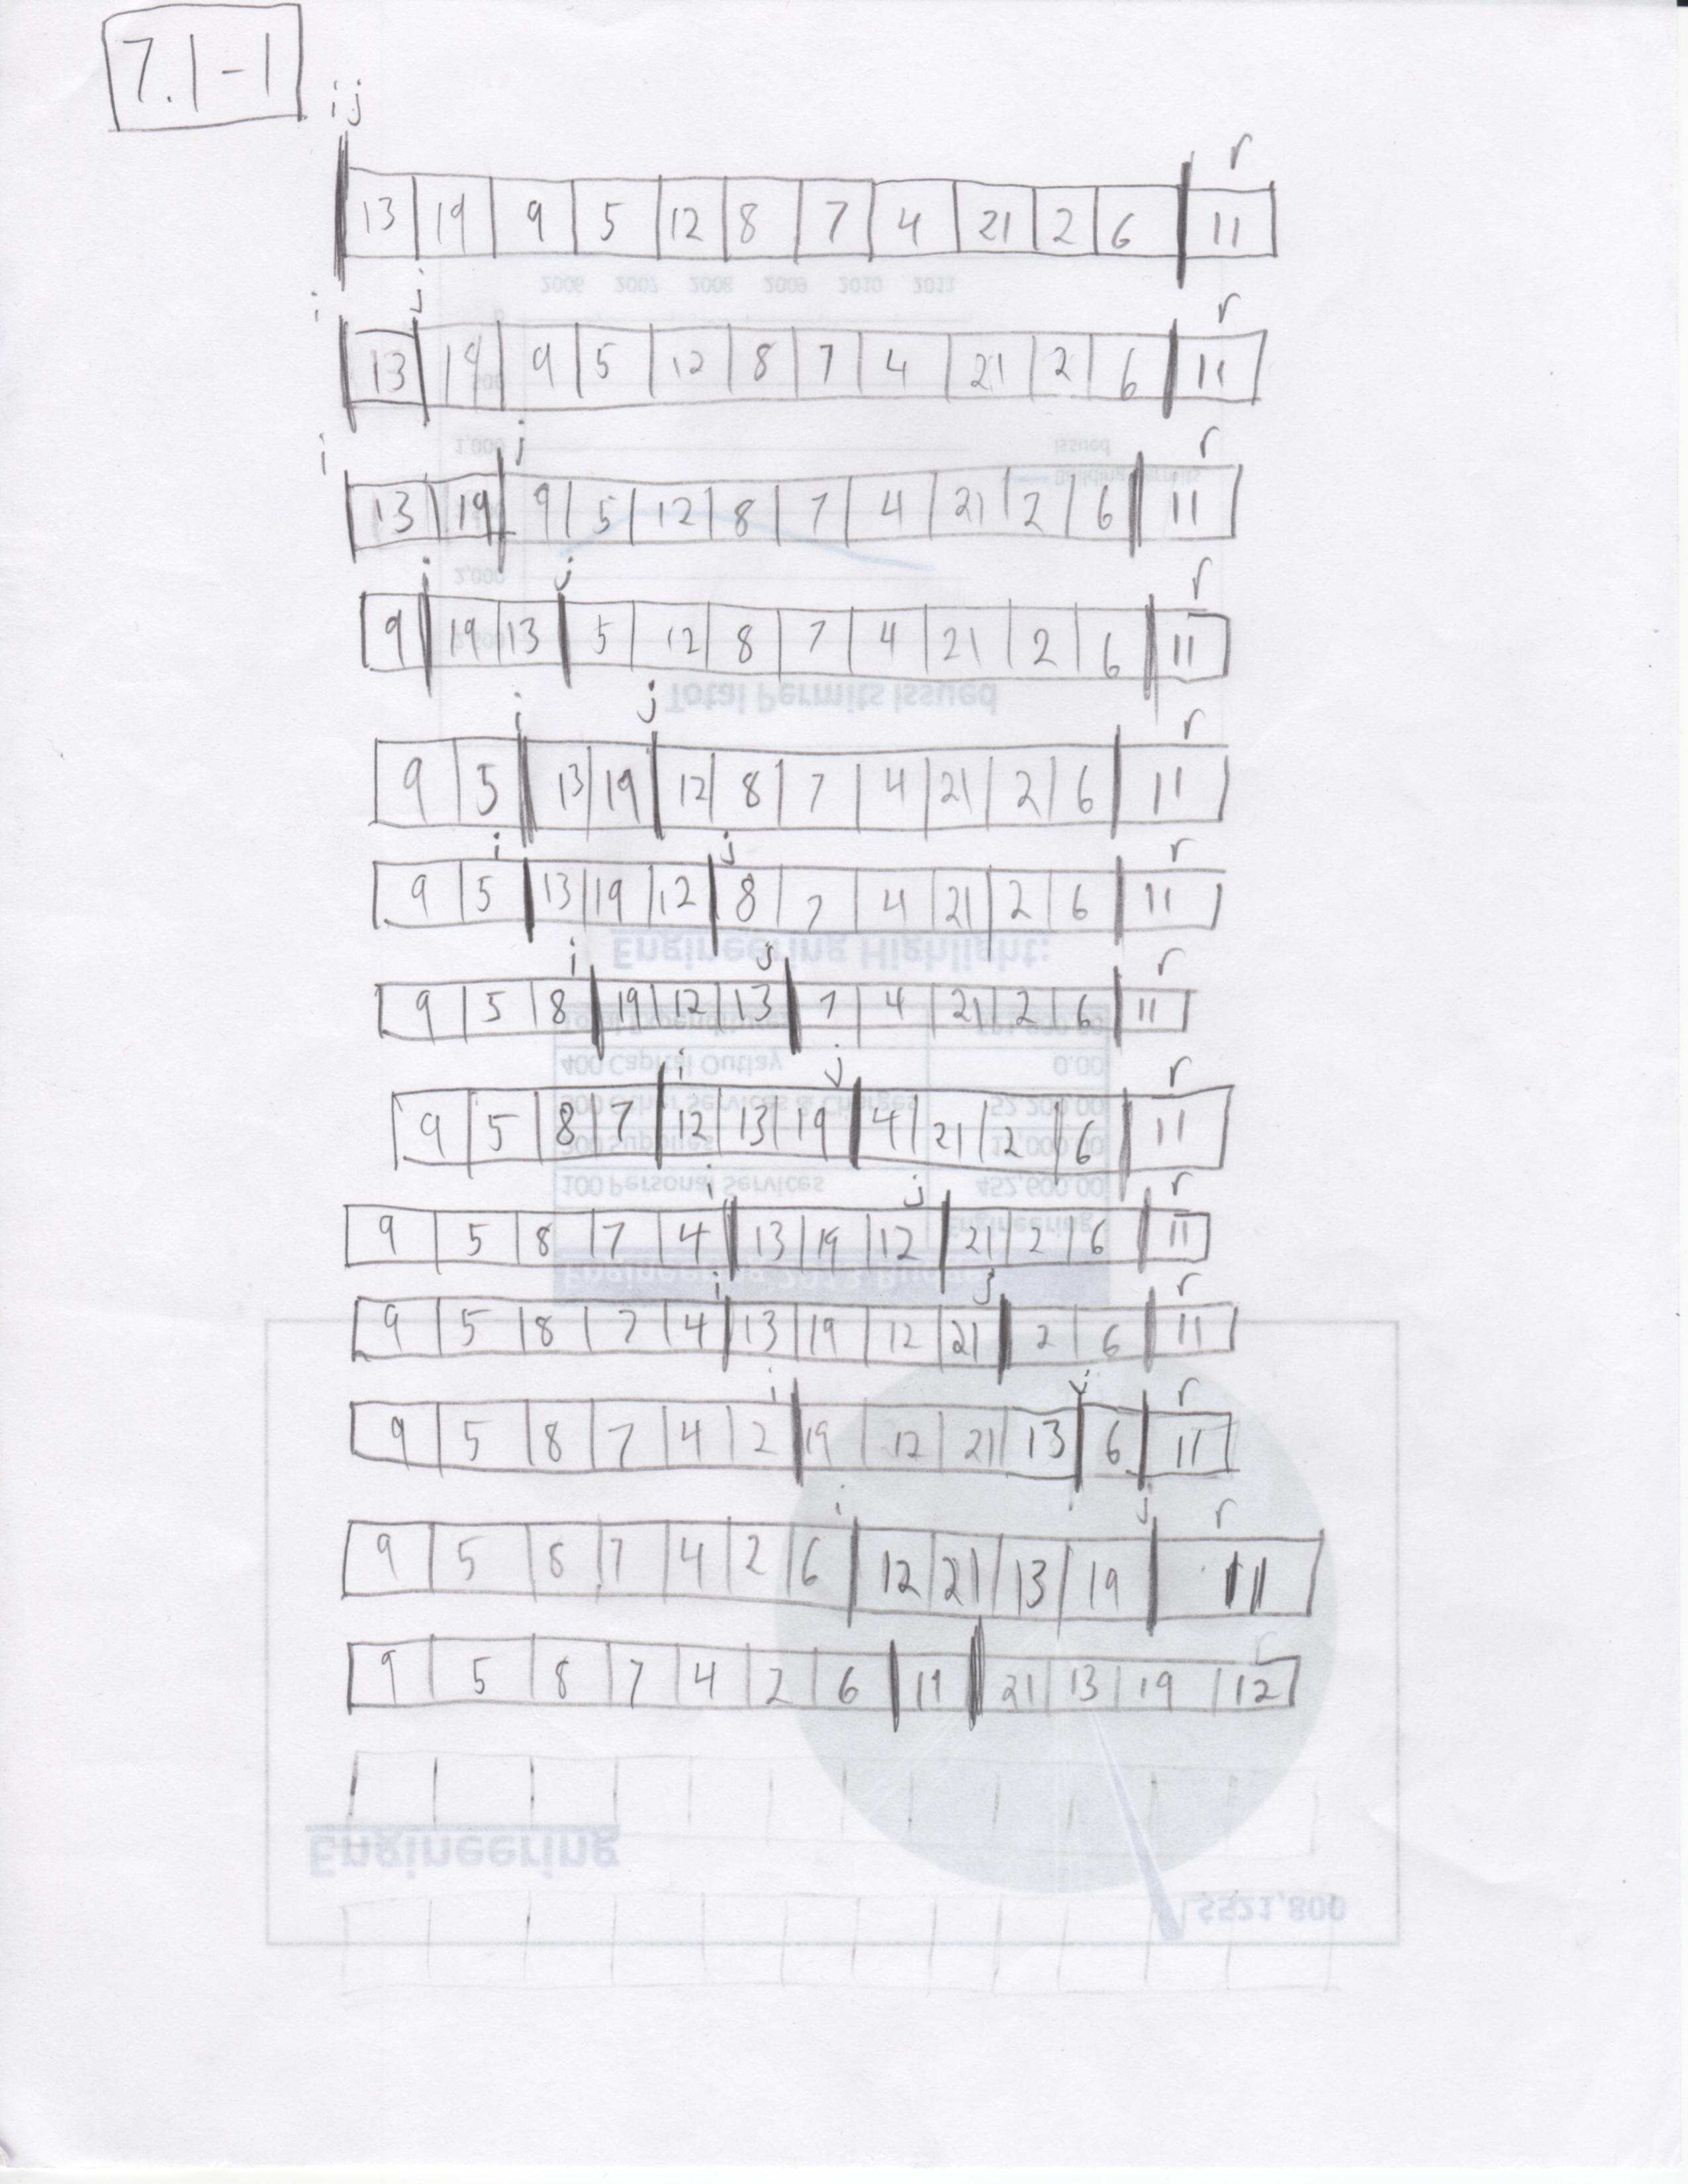 7.1-1
i j
r
13 19 9 5 12 8 7 4 21 2 6 11
i j r
13 19 9 5 12 8 7 4 21 2 6 11
i j r
13 19 9 5 12 8 7 4 21 2 6 11
i j r
9 19 13 5 12 8 7 4 21 2 6 11
i j r
9 5 13 19 12 8 7 4 21 2 6 11
i j r
9 5 13 19 12 8 7 4 21 2 6 11
i j r
9 5 8 19 12 13 7 4 21 2 6 11
i j r
9 5 8 7 12 13 19 4 21 2 6 11
i j r
9 5 8 7 4 13 19 12 21 2 6 11
i j r
9 5 8 7 4 13 19 12 21 2 6 11
i j r
9 5 8 7 4 2 19 12 21 13 6 11
i j r
9 5 8 7 4 2 6 12 21 13 19 11
r
9 5 8 7 4 2 6 11 21 13 19 12